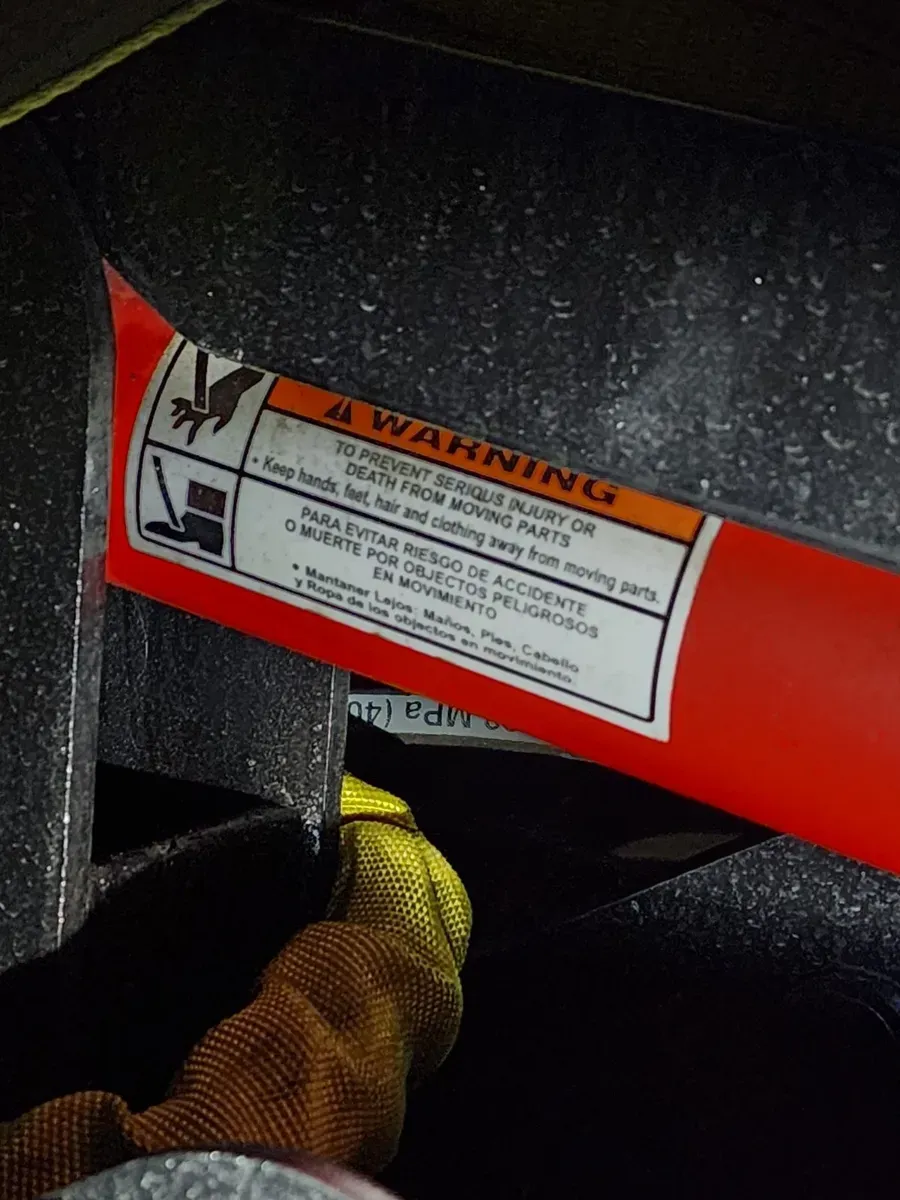 WARNING
TO PREVENT SERIOUS INJURY OR
DEATH FROM MOVING PARTS
• Keep hands, feet, hair and clothing away from moving parts.
PARA EVITAR RIESGO DE ACCIDENTE
O MUERTE POR OBJECTOS PELIGROSOS
EN MOVIMIENTO
• Mantaner Lejos: Maños, Pies, Cabello
y Ropa de los objectos en movimiento.
MPa (40